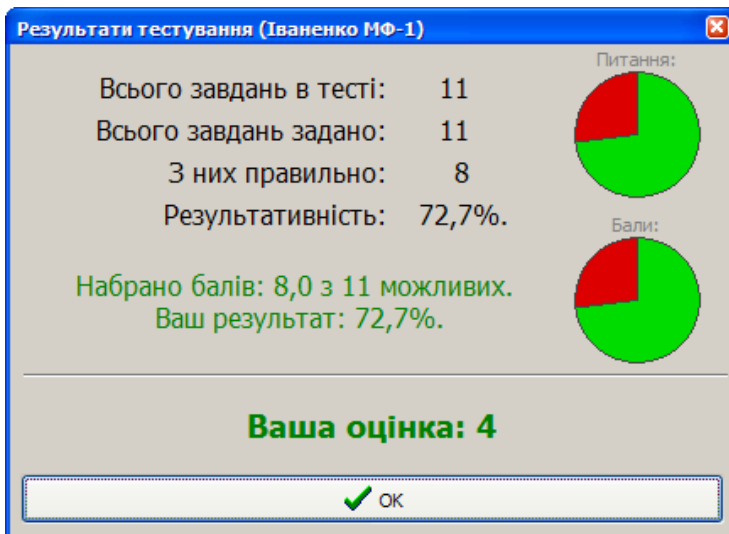 Результати тестування (Іваненко МФ-1)
Питання:
Всього завдань в тесті: 11
Всього завдань задано: 11
З них правильно: 8
Результативність: 72,7%.
Бали:
Набрано балів: 8,0 з 11 можливих.
Ваш результат: 72,7%.
Ваша оцінка: 4
ОК